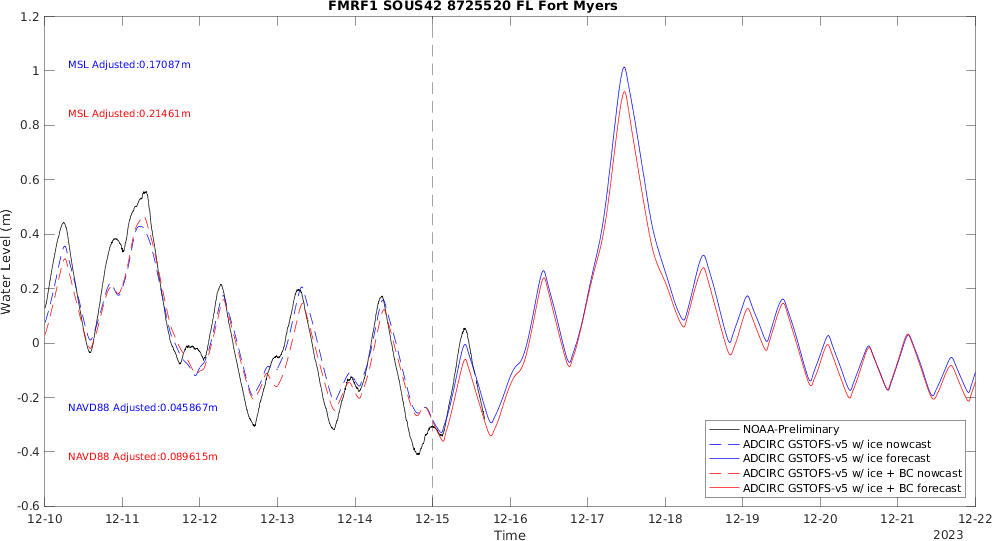 FMRF1 SOUS42 8725520 FL Fort Myers
1.2
1
0.8
0.6
0.4
0.2
0
-0.2
-0.4
-0.6
Water Level (m)
MSL Adjusted:0.17087m
MSL Adjusted:0.21461m
NAVD88 Adjusted:0.045867m
NAVD88 Adjusted:0.089615m
NOAA-Preliminary
ADCIRC GSTOFS-v5 w/ ice nowcast
ADCIRC GSTOFS-v5 w/ ice forecast
ADCIRC GSTOFS-v5 w/ ice + BC nowcast
ADCIRC GSTOFS-v5 w/ ice + BC forecast
12-10 12-11 12-12 12-13 12-14 12-15 12-16 12-17 12-18 12-19 12-20 12-21 12-22
Time
2023